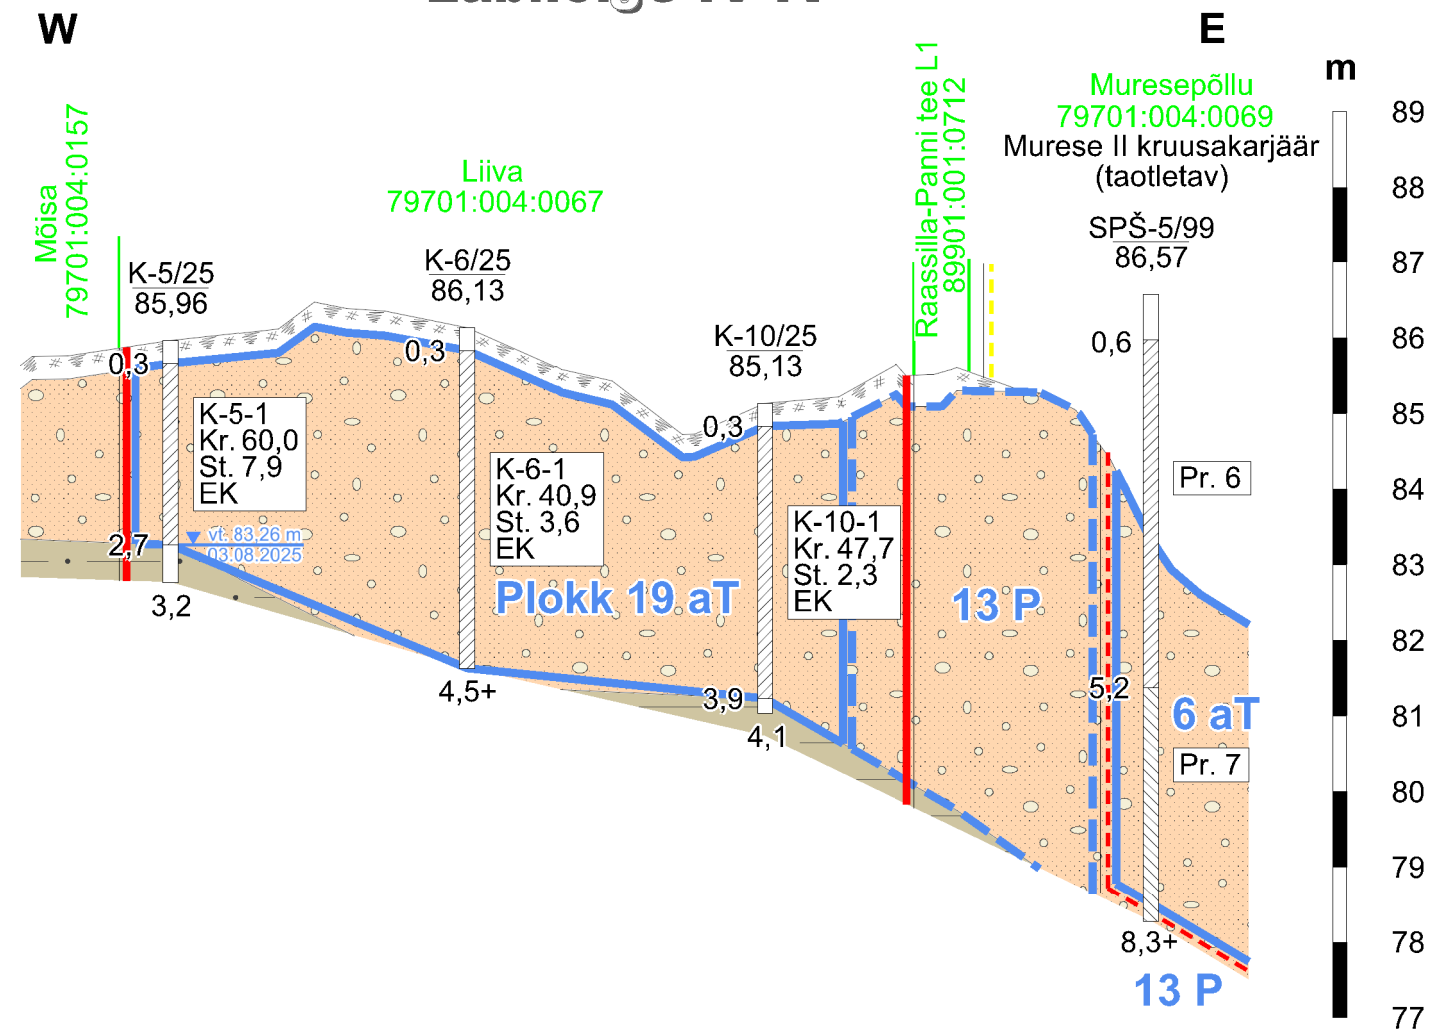 W
E
m
Mõisa
79701:004:0157
Liiva
79701:004:0067
Raassilla-Panni tee L1
89901:001:0712
Muresepõllu
79701:004:0069
Murese II kruusakarjäär
(taotletav)
SPŠ-5/99
86,57
K-5/25
85,96
K-6/25
86,13
K-10/25
85,13
0,3
0,3
0,3
0,6
K-5-1
Kr. 60,0
St. 7,9
EK
K-6-1
Kr. 40,9
St. 3,6
EK
K-10-1
Kr. 47,7
St. 2,3
EK
Pr. 6
2,7
vt. 83,26 m
03.08.2025
3,2
Plokk 19 aT
13 P
4,5+
3,9
4,1
5,2
6 aT
Pr. 7
8,3+
13 P
89
88
87
86
85
84
83
82
81
80
79
78
77